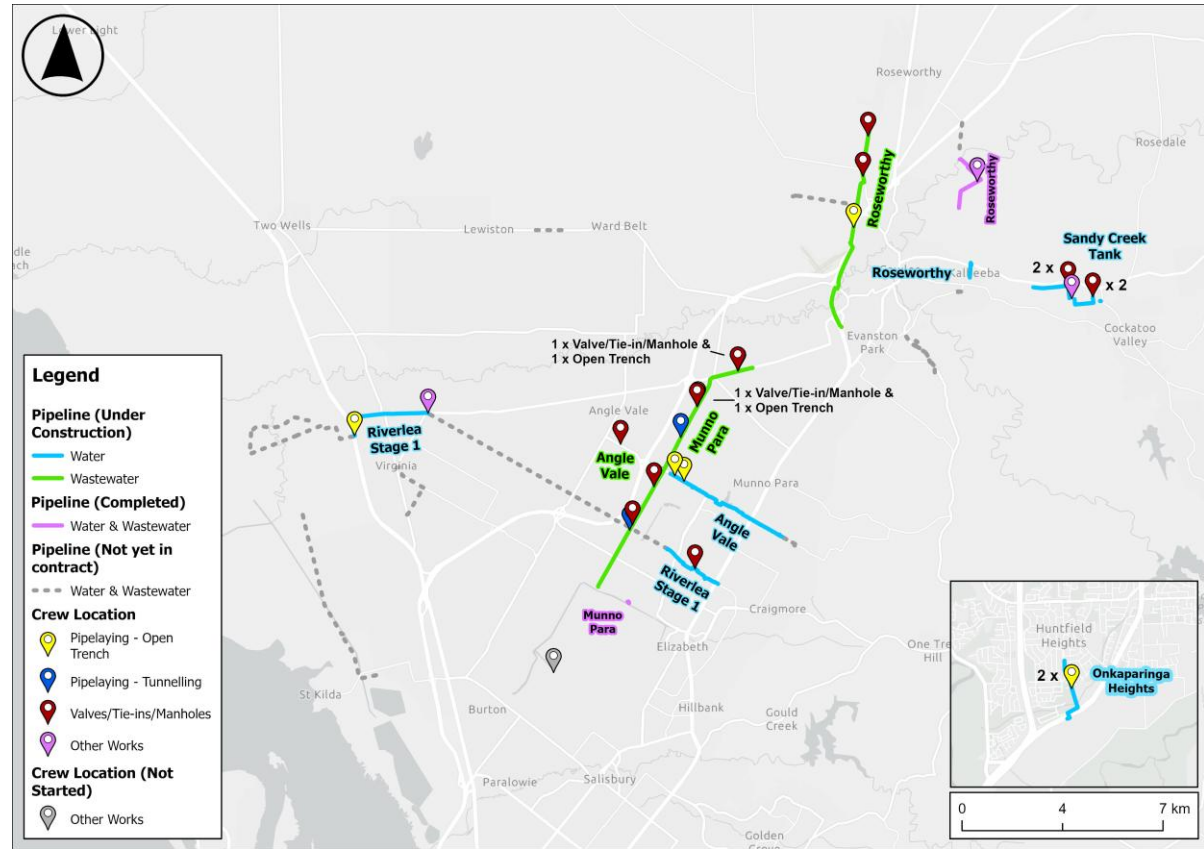 Lower Light
Roseworthy
Rosedale
Roseworthy
Roseworthy
Two Wells
Lewiston
Ward Belt
Sandy Creek
Tank
2 x
x 2
Roseworthy
Kalbeeba
Cockatoo
Valley
Evanston
Park
1 x Valve/Tie-in/Manhole &
1 x Open Trench
1 x Valve/Tie-in/Manhole &
1 x Open Trench
Angle Vale
Angle
Vale
Munno
Para
Riverlea
Stage 1
Virginia
Munno Para
Angle
Vale
Riverlea
Stage 1
Munno
Para
Craigmore
Elizabeth
One Tree
Hill
St Kilda
Burton
Hillbank
Gould
Creek
Paralowie
Salisbury
Golden
Grove
Legend
Pipeline (Under
Construction)
Water
Wastewater
Pipeline (Completed)
Water & Wastewater
Pipeline (Not yet in
contract)
Water & Wastewater
Crew Location
Pipelaying - Open
Trench
Pipelaying - Tunnelling
Valves/Tie-ins/Manholes
Other Works
Crew Location (Not
Started)
Other Works
Huntfield
Heights
2 x
Onkaparinga
Heights
0 4 7 km